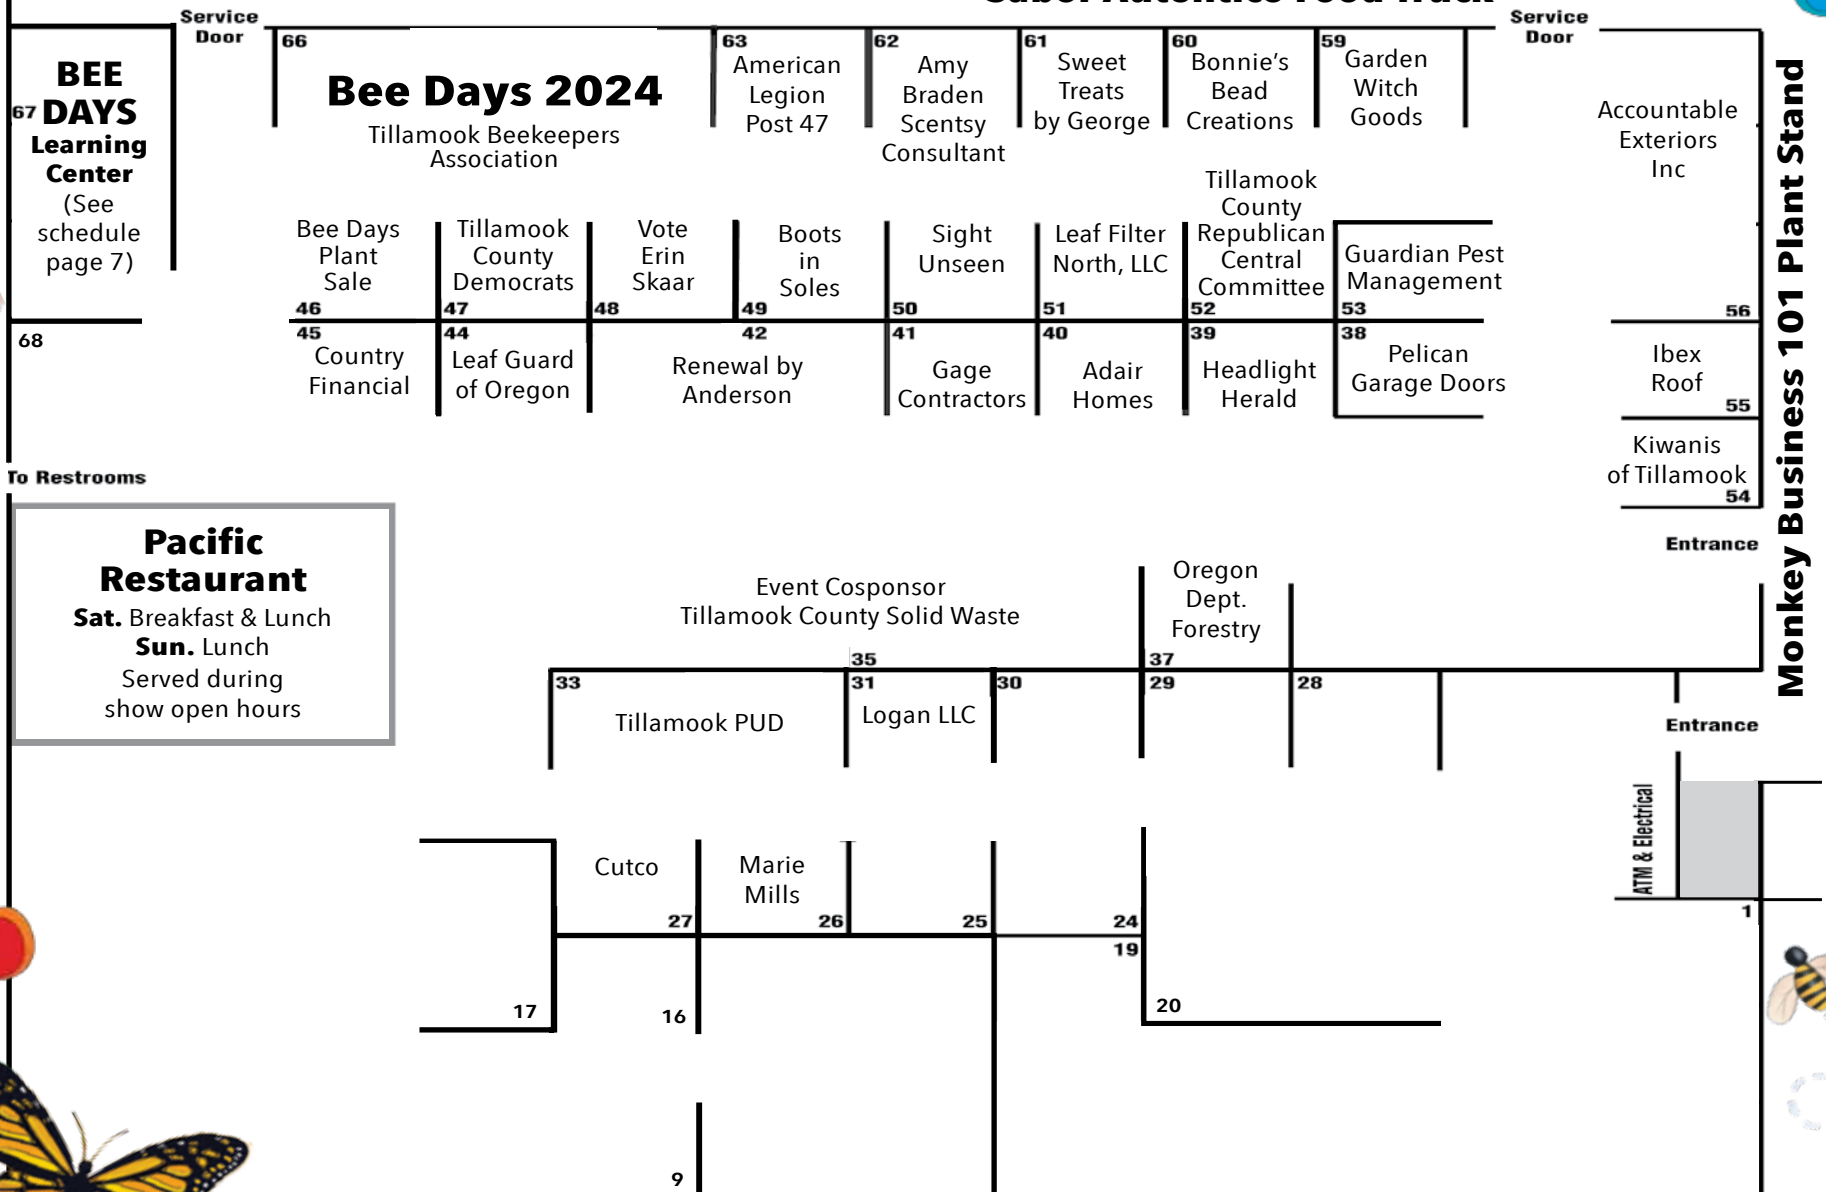 Service
Door
Service
Door
67
BEE
DAYS
Learning
Center
(See
schedule
page 7)
68
66
Bee Days 2024
Tillamook Beekeepers
Association
63
American
Legion
Post 47
62
Amy
Braden
Scentsy
Consultant
61
Sweet
Treats
by George
60
Bonnie's
Bead
Creations
59
Garden
Witch
Goods
Accountable
Exteriors
Inc
56
Monkey Business 101 Plant Stand
Bee Days
Plant
Sale
46
Tillamook
County
Democrats
47
Vote
Erin
Skaar
48
Boots
in
Soles
49
Sight
Unseen
50
Leaf Filter
North, LLC
51
Tillamook
County
Republican
Central
Committee
52
Guardian Pest
Management
53
45
Country
Financial
44
Leaf Guard
of Oregon
42
Renewal by
Anderson
41
Gage
Contractors
40
Adair
Homes
39
Headlight
Herald
38
Pelican
Garage Doors
Ibex
Roof
55
Kiwanis
of Tillamook
54
Entrance
To Restrooms
Pacific
Restaurant
Sat. Breakfast & Lunch
Sun. Lunch
Served during
show open hours
Event Cosponsor
Tillamook County Solid Waste
35
Oregon
Dept.
Forestry
37
33
Tillamook PUD
31
Logan LLC
30
29
28
Entrance
ATM & Electrical
1
Cutco
27
Marie
Mills
26
25
24
19
17
16
20
9